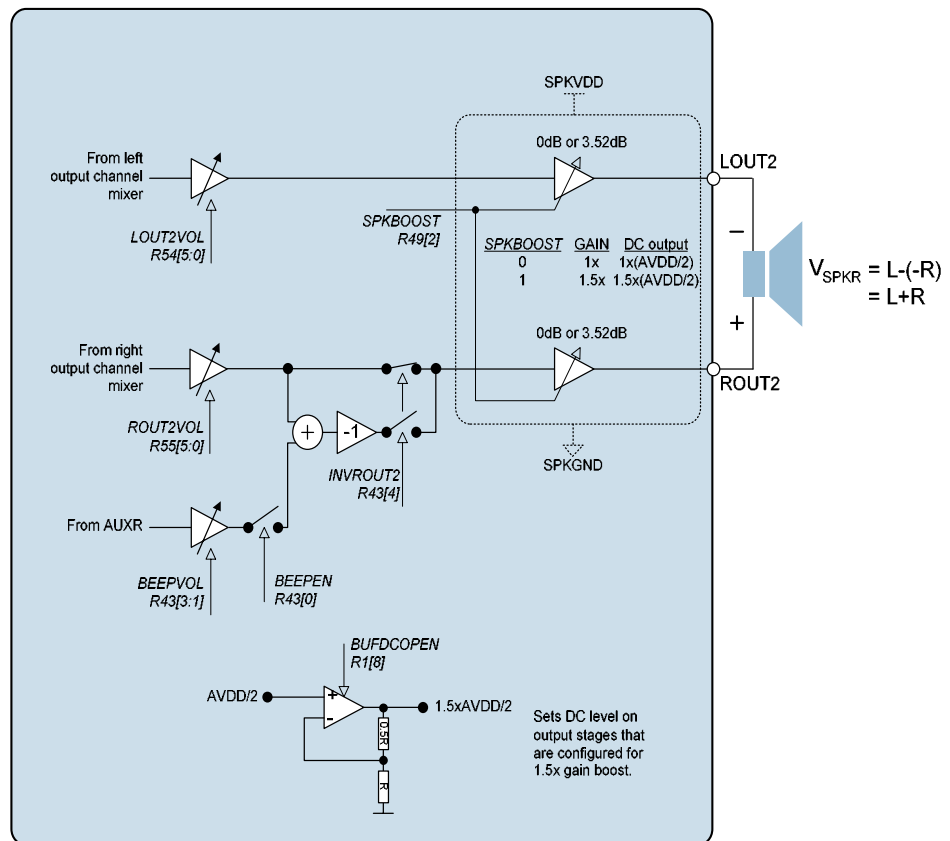 SPKVDD
0dB or 3.52dB
LOUT2
From left
output channel
mixer
LOUT2VOL
R54[5:0]
SPKBOOST
R49[2]
SPKBOOST GAIN DC output
0 1x 1x(AVDD/2)
1 1.5x 1.5x(AVDD/2)
–
+
VSPKR = L-(-R)
= L+R
0dB or 3.52dB
From right
output channel
mixer
ROUT2
ROUT2VOL
R55[5:0]
+
-1
INVROUT2
R43[4]
SPKGND
From AUXR
BEEPVOL
R43[3:1]
BEEPEN
R43[0]
BUFDCOPEN
R1[8]
AVDD/2
+
-
1.5xAVDD/2
0.5R
R
Sets DC level on
output stages that
are configured for
1.5x gain boost.